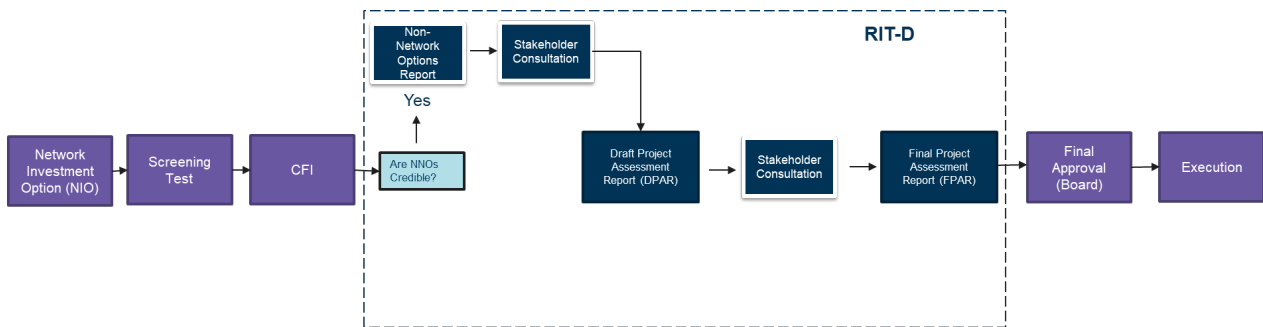 RIT-D
Non-
Network
Options
Report
Stakeholder
Consultation
Yes
Network
Investment
Option (NIO)
Screening
Test
CFI
Are NNOs
Credible?
Draft Project
Assessment
Report (DPAR)
Stakeholder
Consultation
Final Project
Assessment
Report (FPAR)
Final
Approval
(Board)
Execution